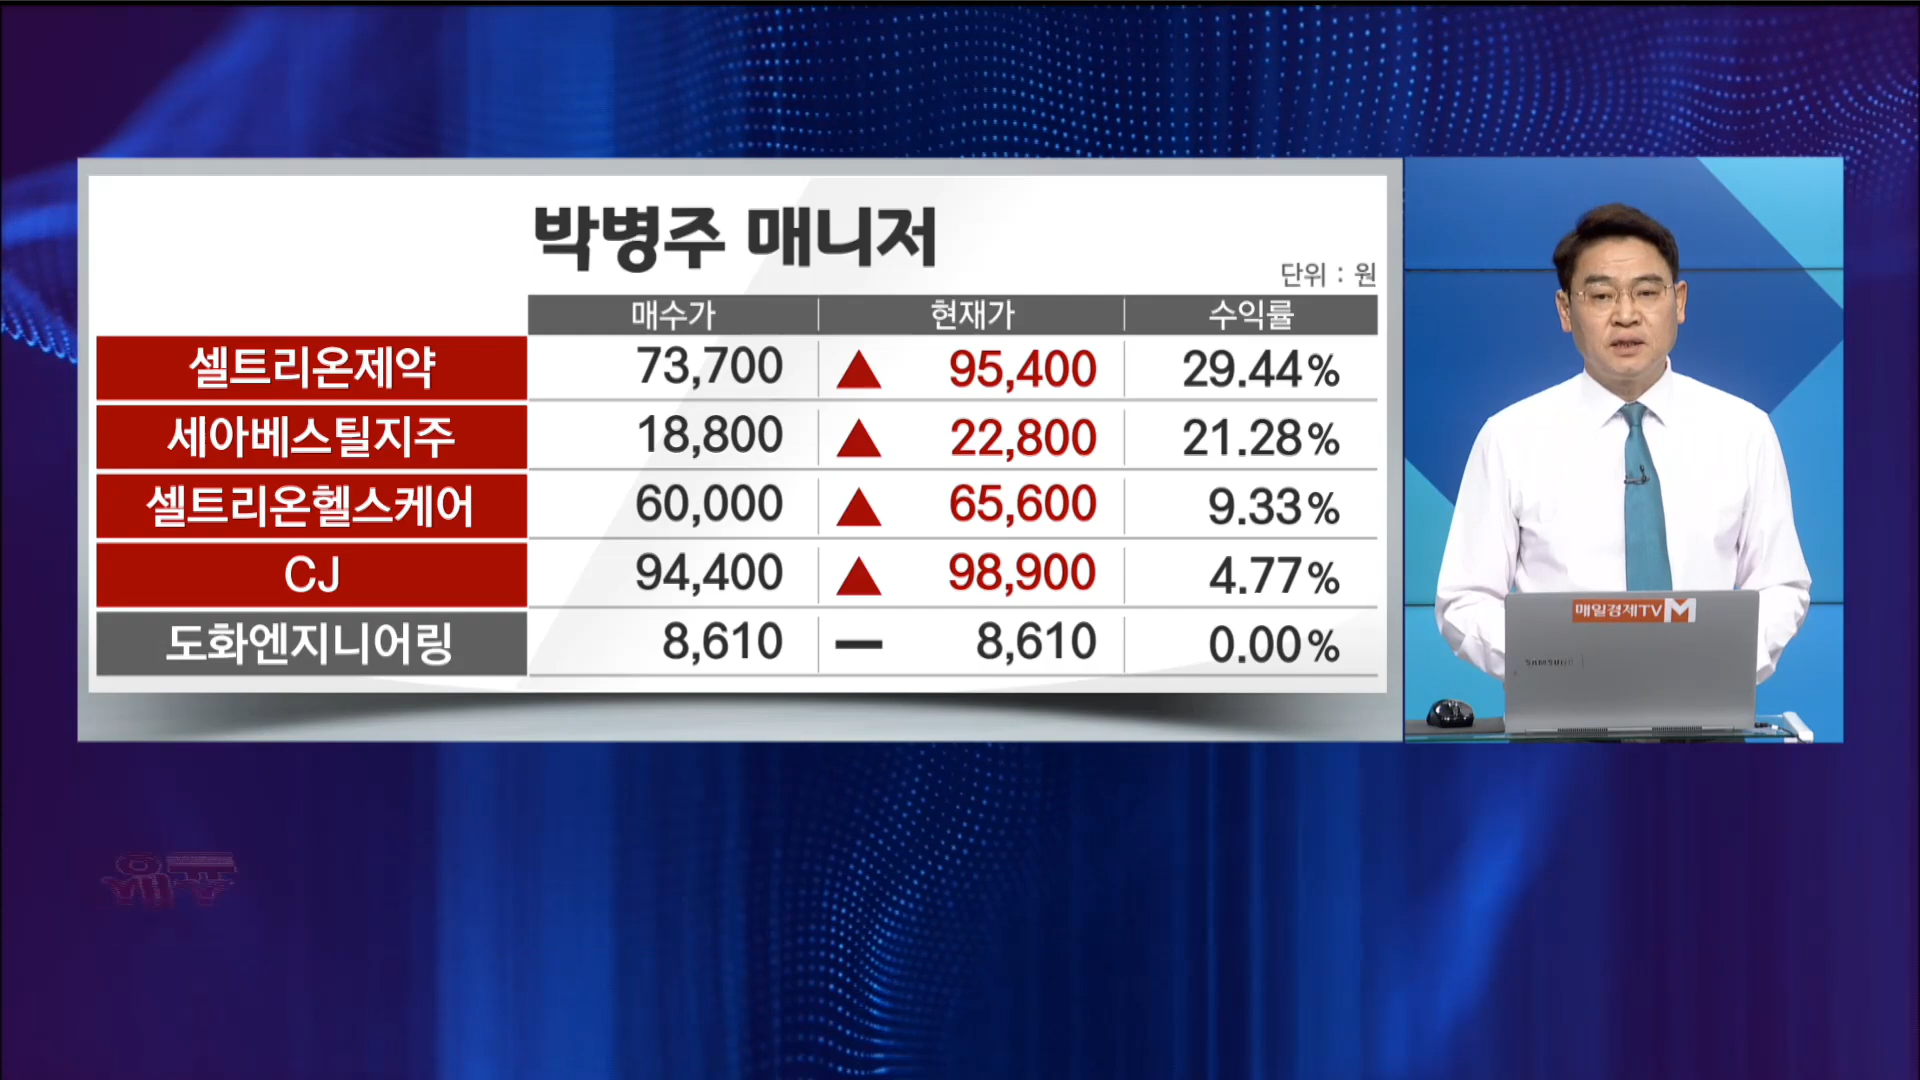 박병주 매니저
단위 : 원
매수가 현재가 수익률
셀트리온제약 73,700 ▲ 95,400 29.44%
세아베스틸지주 18,800 ▲ 22,800 21.28%
셀트리온헬스케어 60,000 ▲ 65,600 9.33%
CJ 94,400 ▲ 98,900 4.77%
도화엔지니어링 8,610 — 8,610 0.00%
매일경제TV M
SAMSUNG